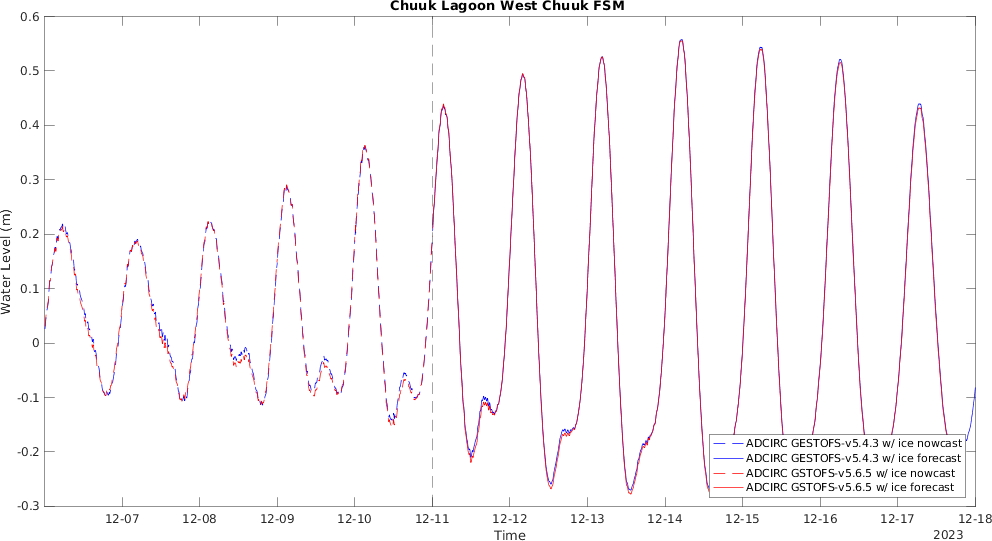 Chuuk Lagoon West Chuuk FSM
0.6
0.5
0.4
0.3
0.2
0.1
0
-0.1
-0.2
-0.3
Water Level (m)
ADCIRC GESTOFS-v5.4.3 w/ ice nowcast
ADCIRC GESTOFS-v5.4.3 w/ ice forecast
ADCIRC GSTOFS-v5.6.5 w/ ice nowcast
ADCIRC GSTOFS-v5.6.5 w/ ice forecast
12-07 12-08 12-09 12-10 12-11 12-12 12-13 12-14 12-15 12-16 12-17 12-18
Time
2023